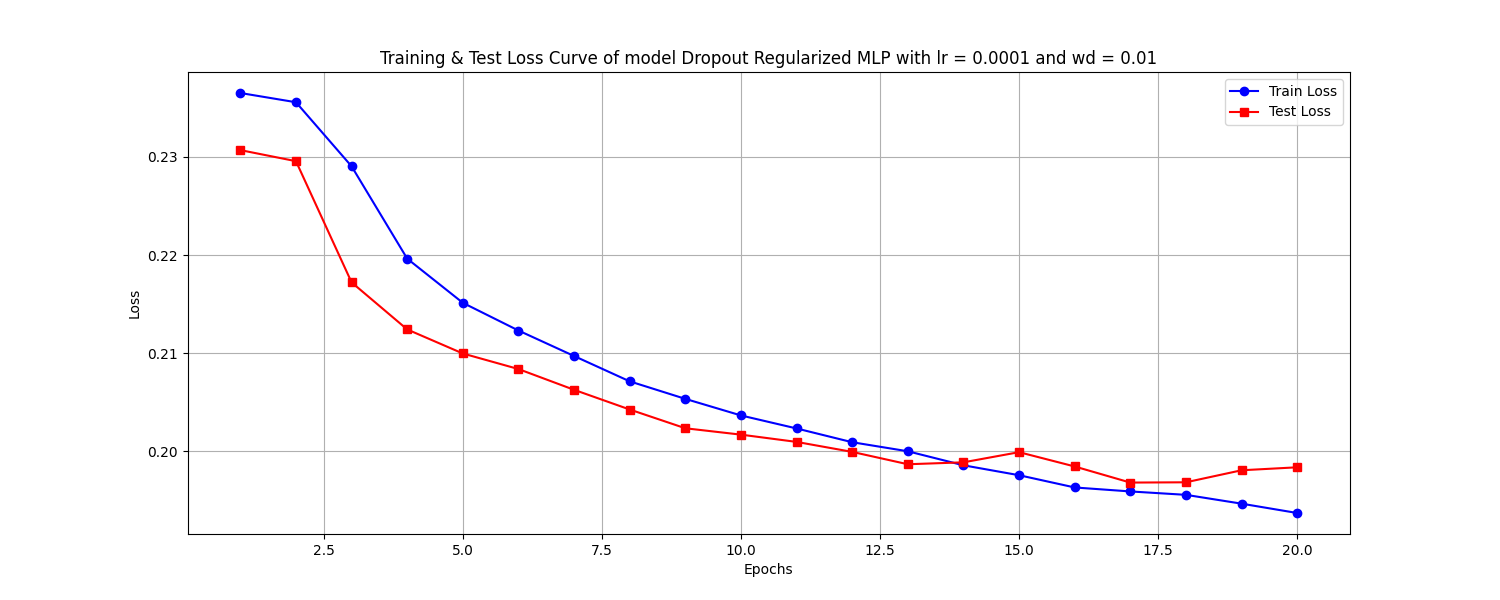 Training & Test Loss Curve of model Dropout Regularized MLP with lr = 0.0001 and wd = 0.01
Train Loss
Test Loss
0.23
0.22
0.21
0.20
Loss
2.5 5.0 7.5 10.0 12.5 15.0 17.5 20.0
Epochs